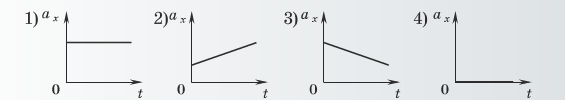 1) a x 2) a x 3) a x 4) a x
0 t 0 t 0 t 0 t